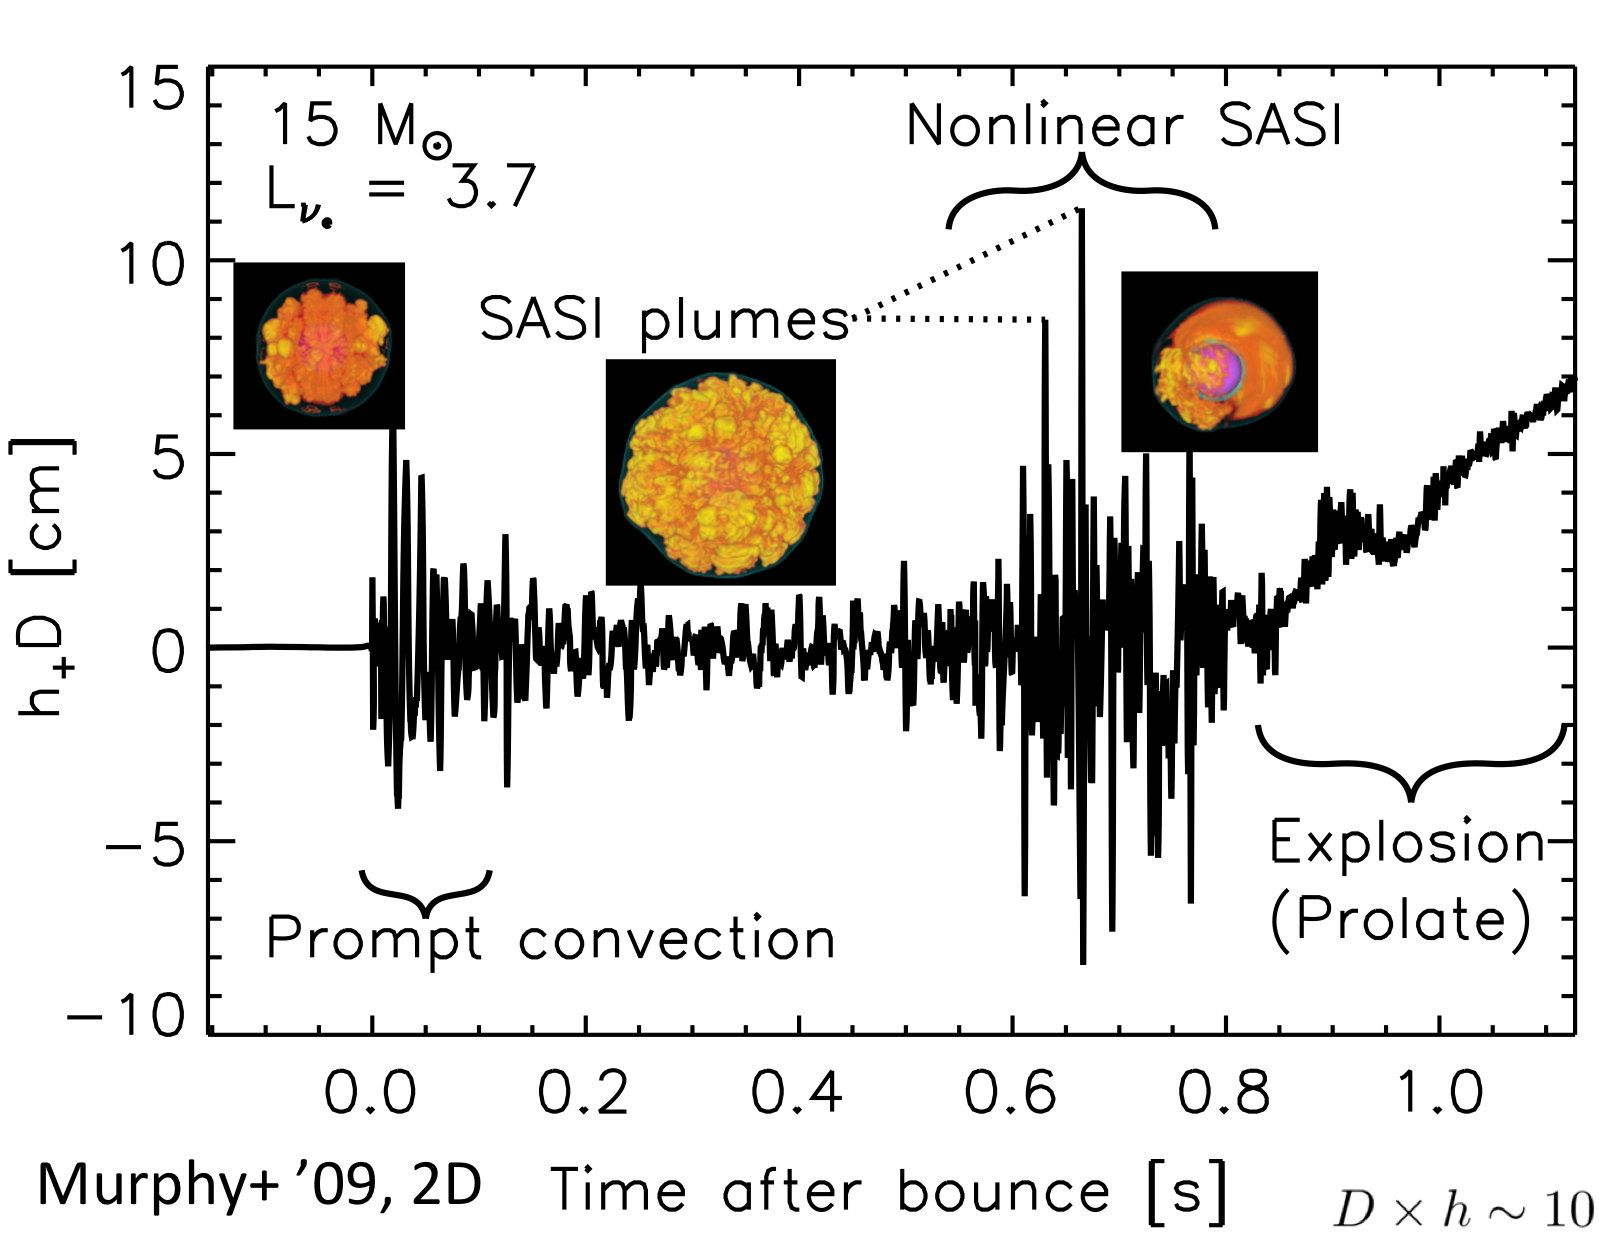 15
10
5
0
−5
−10
h₊D [cm]
15 M⊙
L_νₑ = 3.7
Nonlinear SASI
SASI plumes
Prompt convection
Explosion
(Prolate)
0.0 0.2 0.4 0.6 0.8 1.0
Time after bounce [s]
Murphy+ ’09, 2D
D × h ~ 10